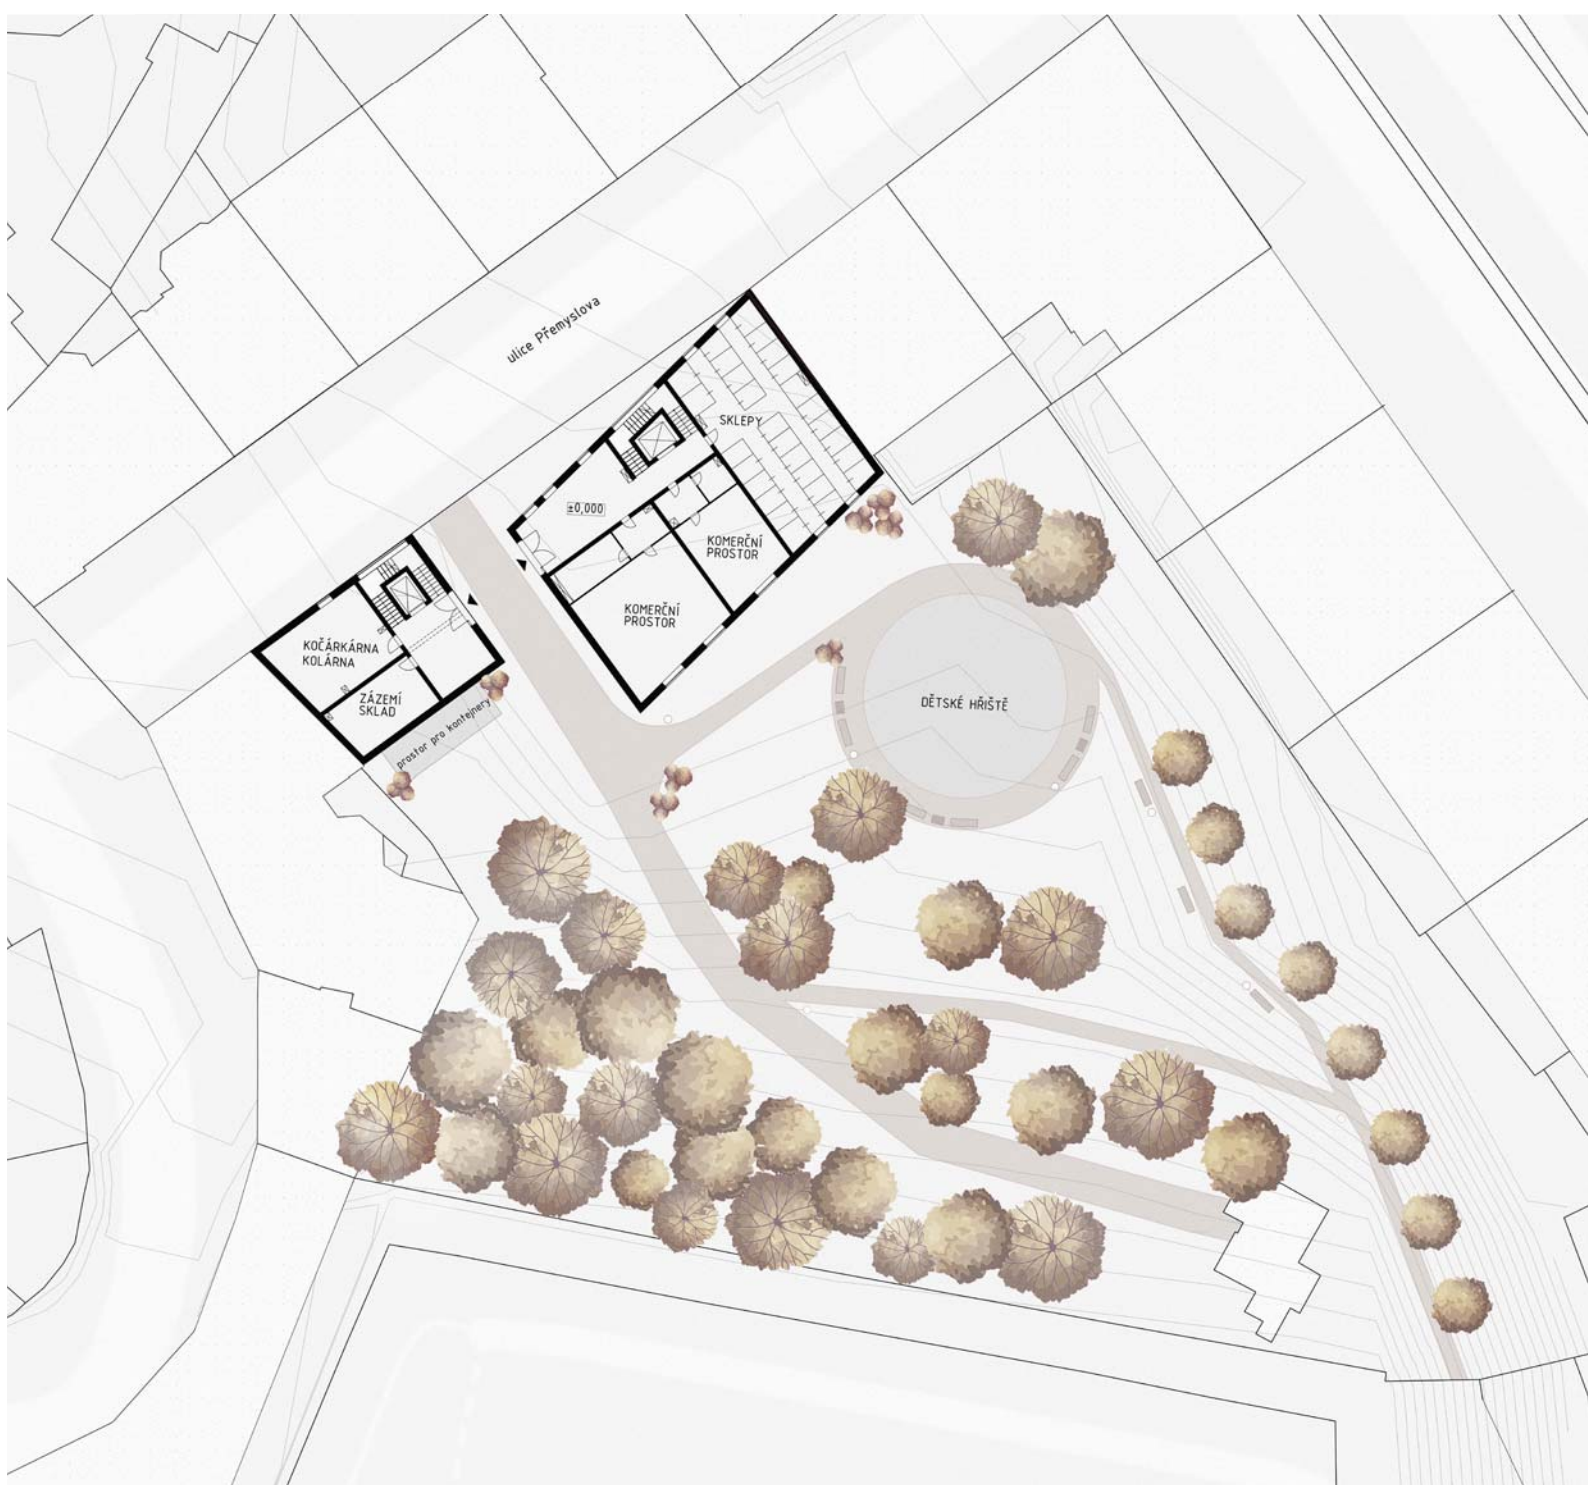 ulice Přemyslova
SKLEPY
±0,000
KOMERČNÍ
PROSTOR
KOMERČNÍ
PROSTOR
KOČÁRKÁRNA
KOLÁRNA
ZÁZEMÍ
SKLAD
prostor pro kontejnery
DĚTSKÉ HŘIŠTĚ